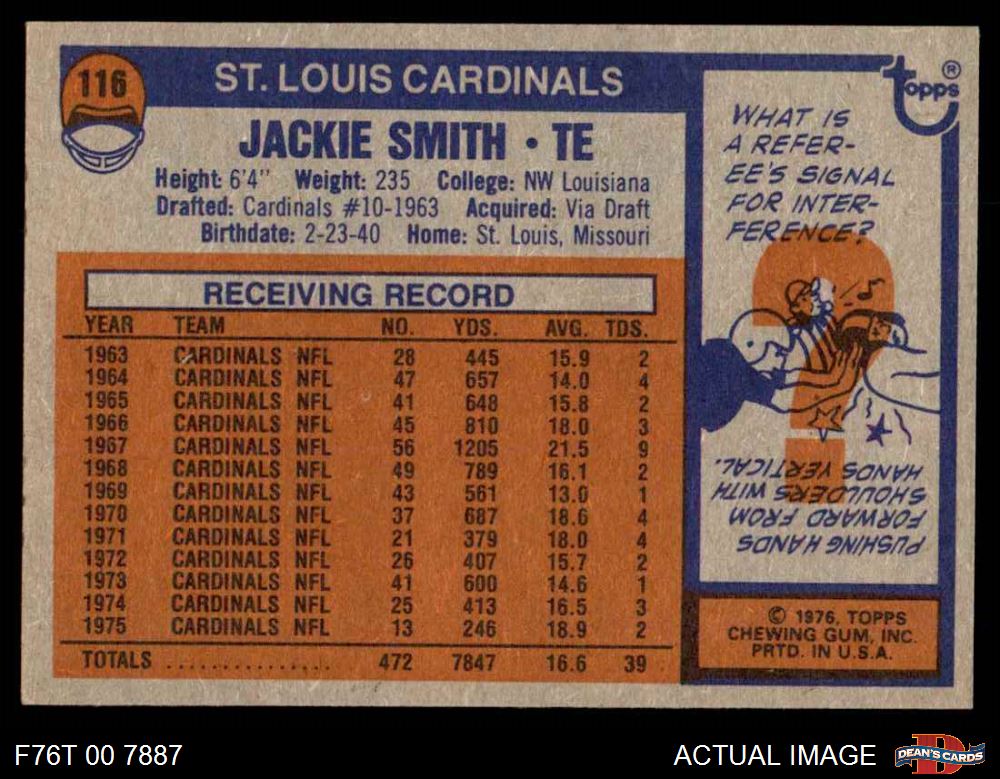 116
ST. LOUIS CARDINALS
JACKIE SMITH • TE
Height: 6'4" Weight: 235 College: NW Louisiana
Drafted: Cardinals #10-1963 Acquired: Via Draft
Birthdate: 2-23-40 Home: St. Louis, Missouri
RECEIVING RECORD
YEAR TEAM NO. YDS. AVG. TDS.
1963 CARDINALS NFL 28 445 15.9 2
1964 CARDINALS NFL 47 657 14.0 4
1965 CARDINALS NFL 41 648 15.8 2
1966 CARDINALS NFL 45 810 18.0 3
1967 CARDINALS NFL 56 1205 21.5 9
1968 CARDINALS NFL 49 789 16.1 2
1969 CARDINALS NFL 43 561 13.0 1
1970 CARDINALS NFL 37 687 18.6 4
1971 CARDINALS NFL 21 379 18.0 4
1972 CARDINALS NFL 26 407 15.7 2
1973 CARDINALS NFL 41 600 14.6 1
1974 CARDINALS NFL 25 413 16.5 3
1975 CARDINALS NFL 13 246 18.9 2
TOTALS ................ 472 7847 16.6 39
topps ®
WHAT IS
A REFER-
EE'S SIGNAL
FOR INTER-
FERENCE?
?
PUSHING HANDS
FORWARD FROM
SHOULDERS WITH
HANDS VERTICAL.
© 1976, TOPPS
CHEWING GUM, INC.
PRTD. IN U.S.A.
F76T 00 7887
ACTUAL IMAGE
D
DEAN'S CARDS